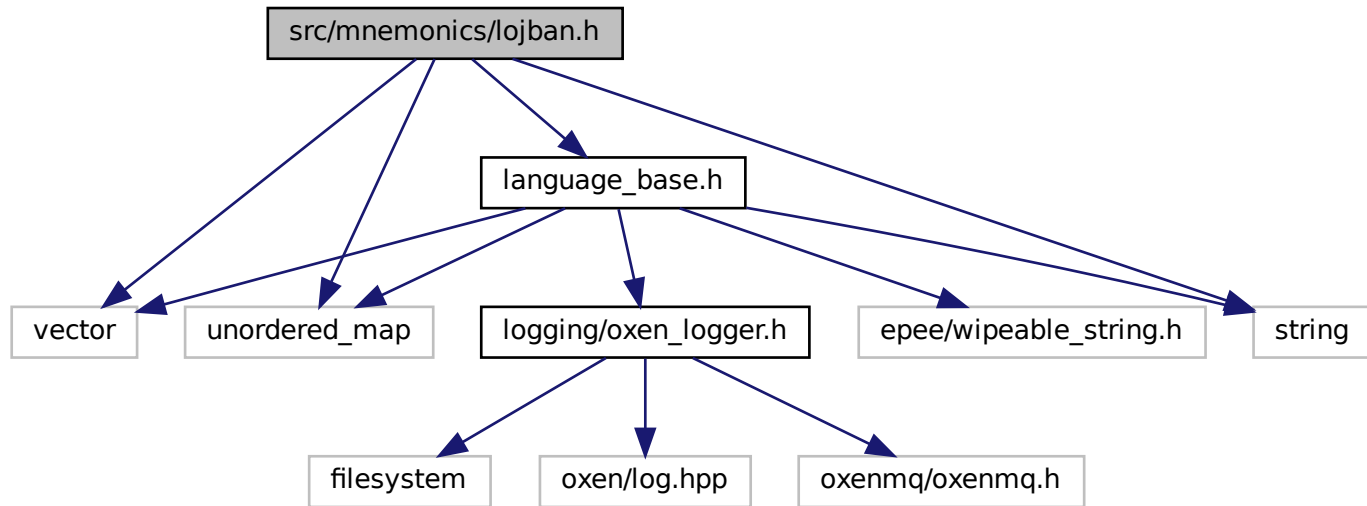 src/mnemonics/lojban.h
language_base.h
vector
unordered_map
logging/oxen_logger.h
epee/wipeable_string.h
string
filesystem
oxen/log.hpp
oxenmq/oxenmq.h